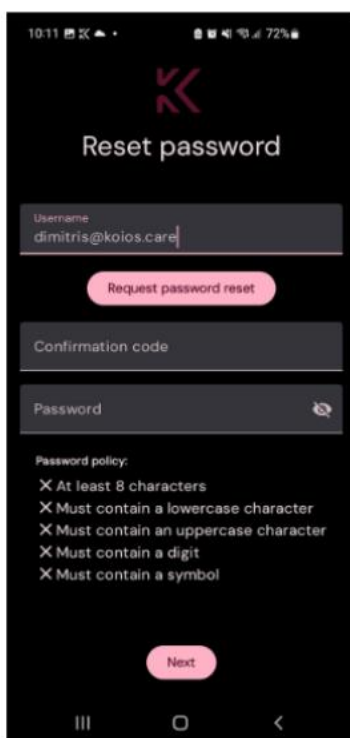 10:11
72%
Reset password
Username
dimitris@koios.care
Request password reset
Confirmation code
Password
Password policy:
At least 8 characters
Must contain a lowercase character
Must contain an uppercase character
Must contain a digit
Must contain a symbol
Next